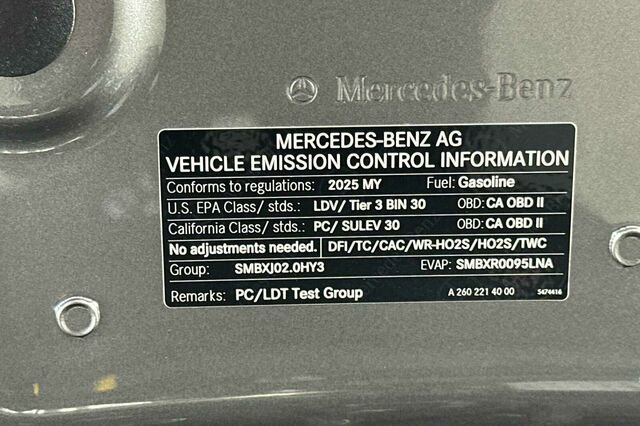 Mercedes-Benz
MERCEDES-BENZ AG
VEHICLE EMISSION CONTROL INFORMATION
Conforms to regulations: 2025 MY Fuel: Gasoline
U.S. EPA Class/ stds.: LDV/ Tier 3 BIN 30 OBD: CA OBD II
California Class/ stds.: PC/ SULEV 30 OBD: CA OBD II
No adjustments needed. DFI/TC/CAC/WR-HO2S/HO2S/TWC
Group: SMBXJ02.0HY3 EVAP: SMBXR0095LNA
Remarks: PC/LDT Test Group A 260 221 40 00 5474416